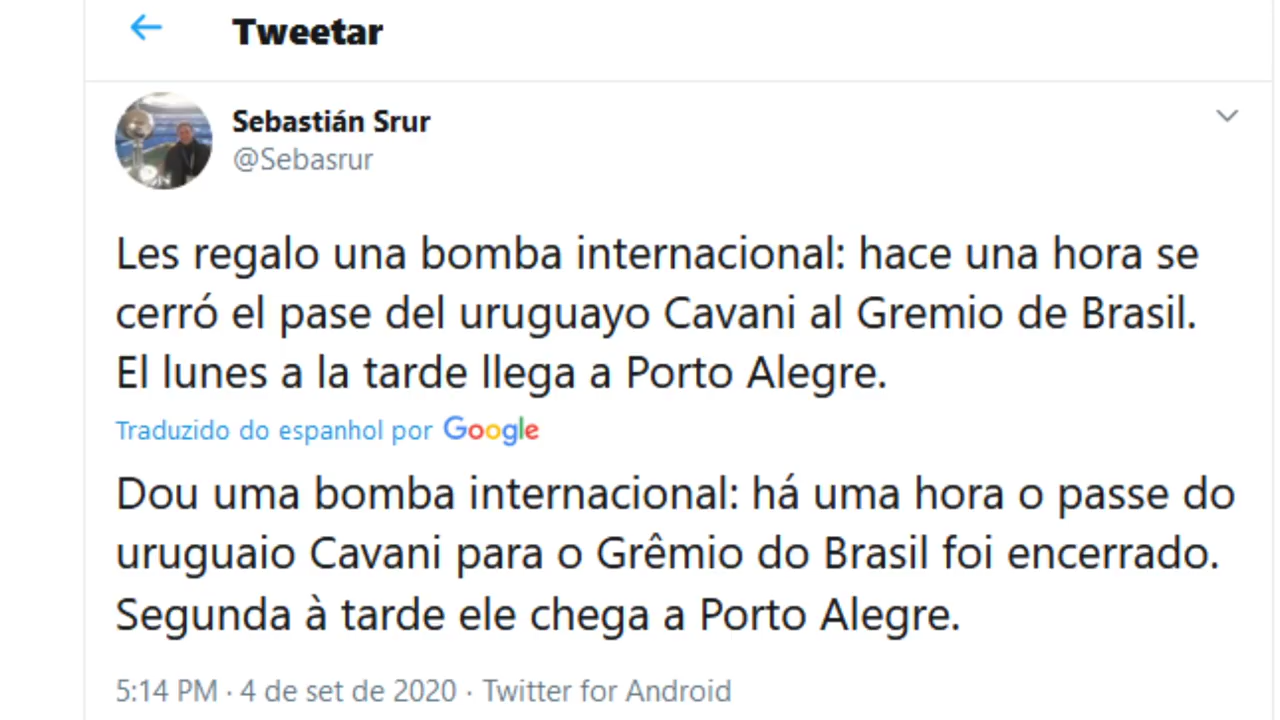 Tweetar
Sebastián Srur
@Sebasrur
Les regalo una bomba internacional: hace una hora se
cerró el pase del uruguayo Cavani al Gremio de Brasil.
El lunes a la tarde llega a Porto Alegre.
Traduzido do espanhol por Google
Dou uma bomba internacional: há uma hora o passe do
uruguaio Cavani para o Grêmio do Brasil foi encerrado.
Segunda à tarde ele chega a Porto Alegre.
5:14 PM · 4 de set de 2020 · Twitter for Android